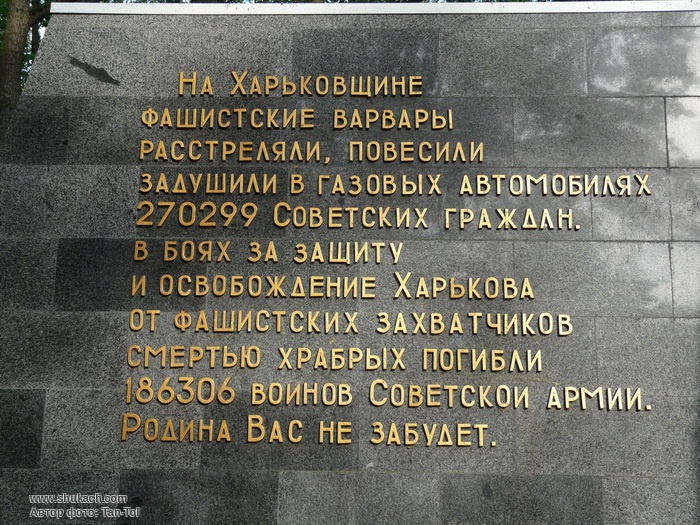 На Харьковщине
фашистские варвары
расстреляли, повесили
задушили в газовых автомобилях
270299 Советских граждан.
в боях за защиту
и освобождение Харькова
от фашистских захватчиков
смертью храбрых погибли
186306 воинов Советской армии.
Родина Вас не забудет.
www.shukach.com
Автор фото: Tan-Tol